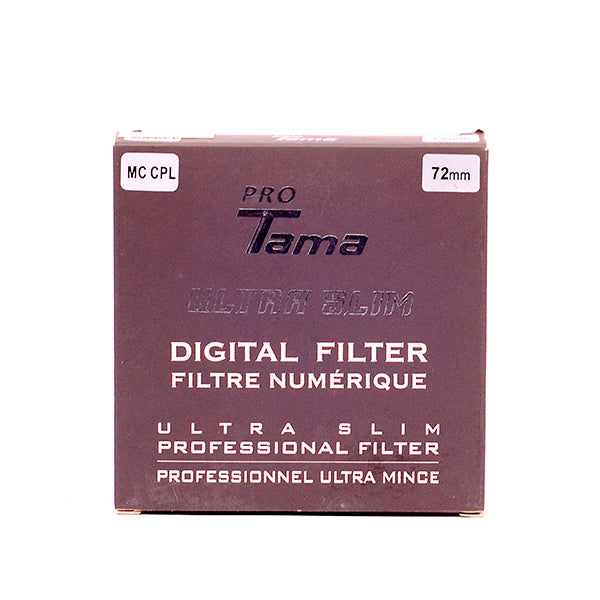 MC CPL
72mm
PRO
Tama
ULTRA SLIM
DIGITAL FILTER
FILTRE NUMÉRIQUE
ULTRA SLIM
PROFESSIONAL FILTER
PROFESSIONNEL ULTRA MINCE